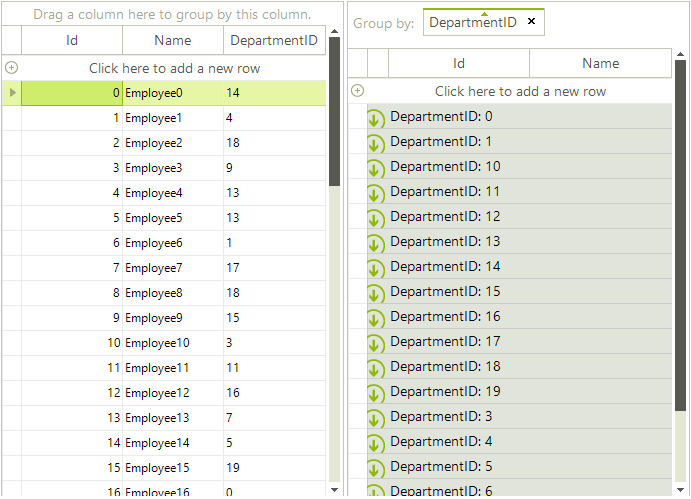 Drag a column here to group by this column.
Id Name DepartmentID
Click here to add a new row
0 Employee0 14
1 Employee1 4
2 Employee2 18
3 Employee3 9
4 Employee4 13
5 Employee5 13
6 Employee6 1
7 Employee7 17
8 Employee8 18
9 Employee9 15
10 Employee10 3
11 Employee11 11
12 Employee12 16
13 Employee13 7
14 Employee14 5
15 Employee15 19
16 Employee16 0
Group by: DepartmentID ×
Id Name
Click here to add a new row
DepartmentID: 0
DepartmentID: 1
DepartmentID: 10
DepartmentID: 11
DepartmentID: 12
DepartmentID: 13
DepartmentID: 14
DepartmentID: 15
DepartmentID: 16
DepartmentID: 17
DepartmentID: 18
DepartmentID: 19
DepartmentID: 3
DepartmentID: 4
DepartmentID: 5
DepartmentID: 6